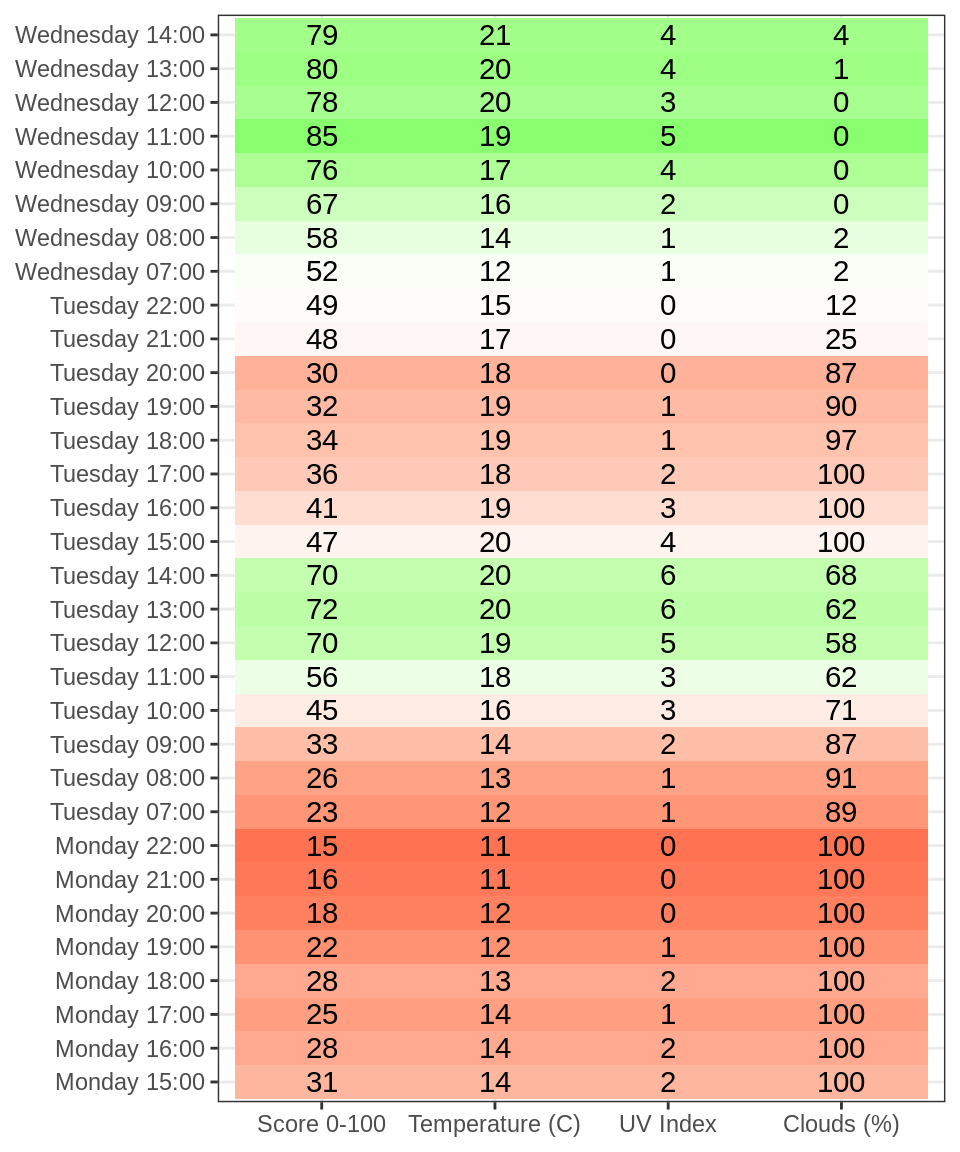 Wednesday 14:00 79 21 4 4
Wednesday 13:00 80 20 4 1
Wednesday 12:00 78 20 3 0
Wednesday 11:00 85 19 5 0
Wednesday 10:00 76 17 4 0
Wednesday 09:00 67 16 2 0
Wednesday 08:00 58 14 1 2
Wednesday 07:00 52 12 1 2
Tuesday 22:00 49 15 0 12
Tuesday 21:00 48 17 0 25
Tuesday 20:00 30 18 0 87
Tuesday 19:00 32 19 1 90
Tuesday 18:00 34 19 1 97
Tuesday 17:00 36 18 2 100
Tuesday 16:00 41 19 3 100
Tuesday 15:00 47 20 4 100
Tuesday 14:00 70 20 6 68
Tuesday 13:00 72 20 6 62
Tuesday 12:00 70 19 5 58
Tuesday 11:00 56 18 3 62
Tuesday 10:00 45 16 3 71
Tuesday 09:00 33 14 2 87
Tuesday 08:00 26 13 1 91
Tuesday 07:00 23 12 1 89
Monday 22:00 15 11 0 100
Monday 21:00 16 11 0 100
Monday 20:00 18 12 0 100
Monday 19:00 22 12 1 100
Monday 18:00 28 13 2 100
Monday 17:00 25 14 1 100
Monday 16:00 28 14 2 100
Monday 15:00 31 14 2 100
Score 0-100 Temperature (C) UV Index Clouds (%)